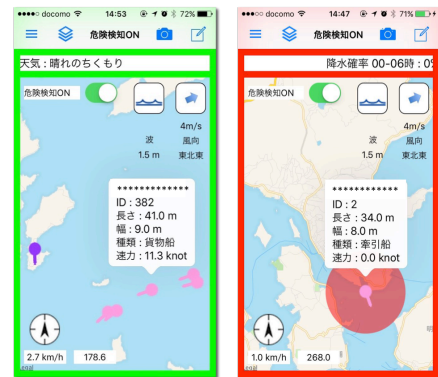 docomo 14:53 72%
危険検知ON
天気 : 晴れのちくもり
危険検知ON
4m/s
波 風向
1.5 m 東北東
*************
ID : 382
長さ : 41.0 m
幅 : 9.0 m
種類 : 貨物船
速力 : 11.3 knot
2.7 km/h 178.6
docomo 14:47 71%
危険検知ON
降水確率 00-06時 : 0%
危険検知ON
4m/s
波 風向
1.5 m 東北東
************
ID : 2
長さ : 34.0 m
幅 : 8.0 m
種類 : 牽引船
速力 : 0.0 knot
明
1.0 km/h 268.0